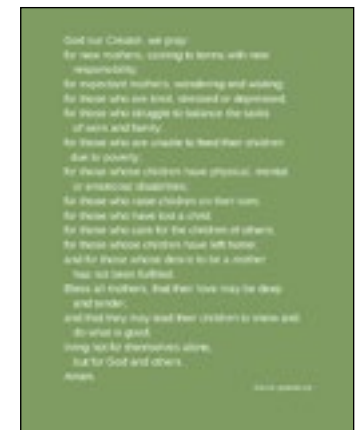 God our Creator, we pray:
for new mothers, coming to terms with new
responsibility;
for expectant mothers, wondering and waiting;
for those who are tired, stressed or depressed;
for those who struggle to balance the tasks
of work and family;
for those who are unable to feed their children
due to poverty;
for those whose children have physical, mental
or emotional disabilities;
for those who raise children on their own;
for those who have lost a child;
for those who care for the children of others;
for those whose children have left home;
and for those whose desire to be a mother
has not been fulfilled.
Bless all mothers, that their love may be deep
and tender,
and that they may lead their children to know and
do what is good,
living not for themselves alone,
but for God and others.
Amen.